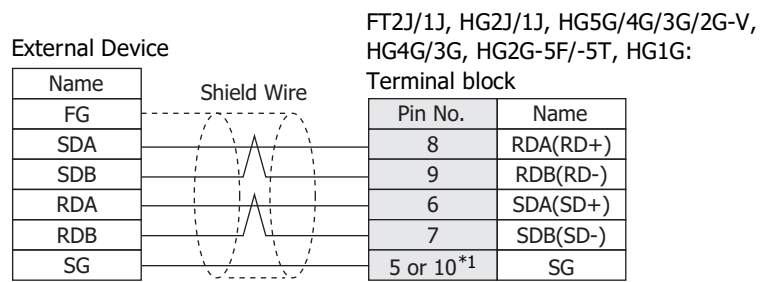 FT2J/1J, HG2J/1J, HG5G/4G/3G/2G-V,
HG4G/3G, HG2G-5F/-5T, HG1G:
Terminal block
External Device
Shield Wire
Name
FG
SDA
SDB
RDA
RDB
SG
Pin No. Name
8 RDA(RD+)
9 RDB(RD-)
6 SDA(SD+)
7 SDB(SD-)
5 or 10*1 SG